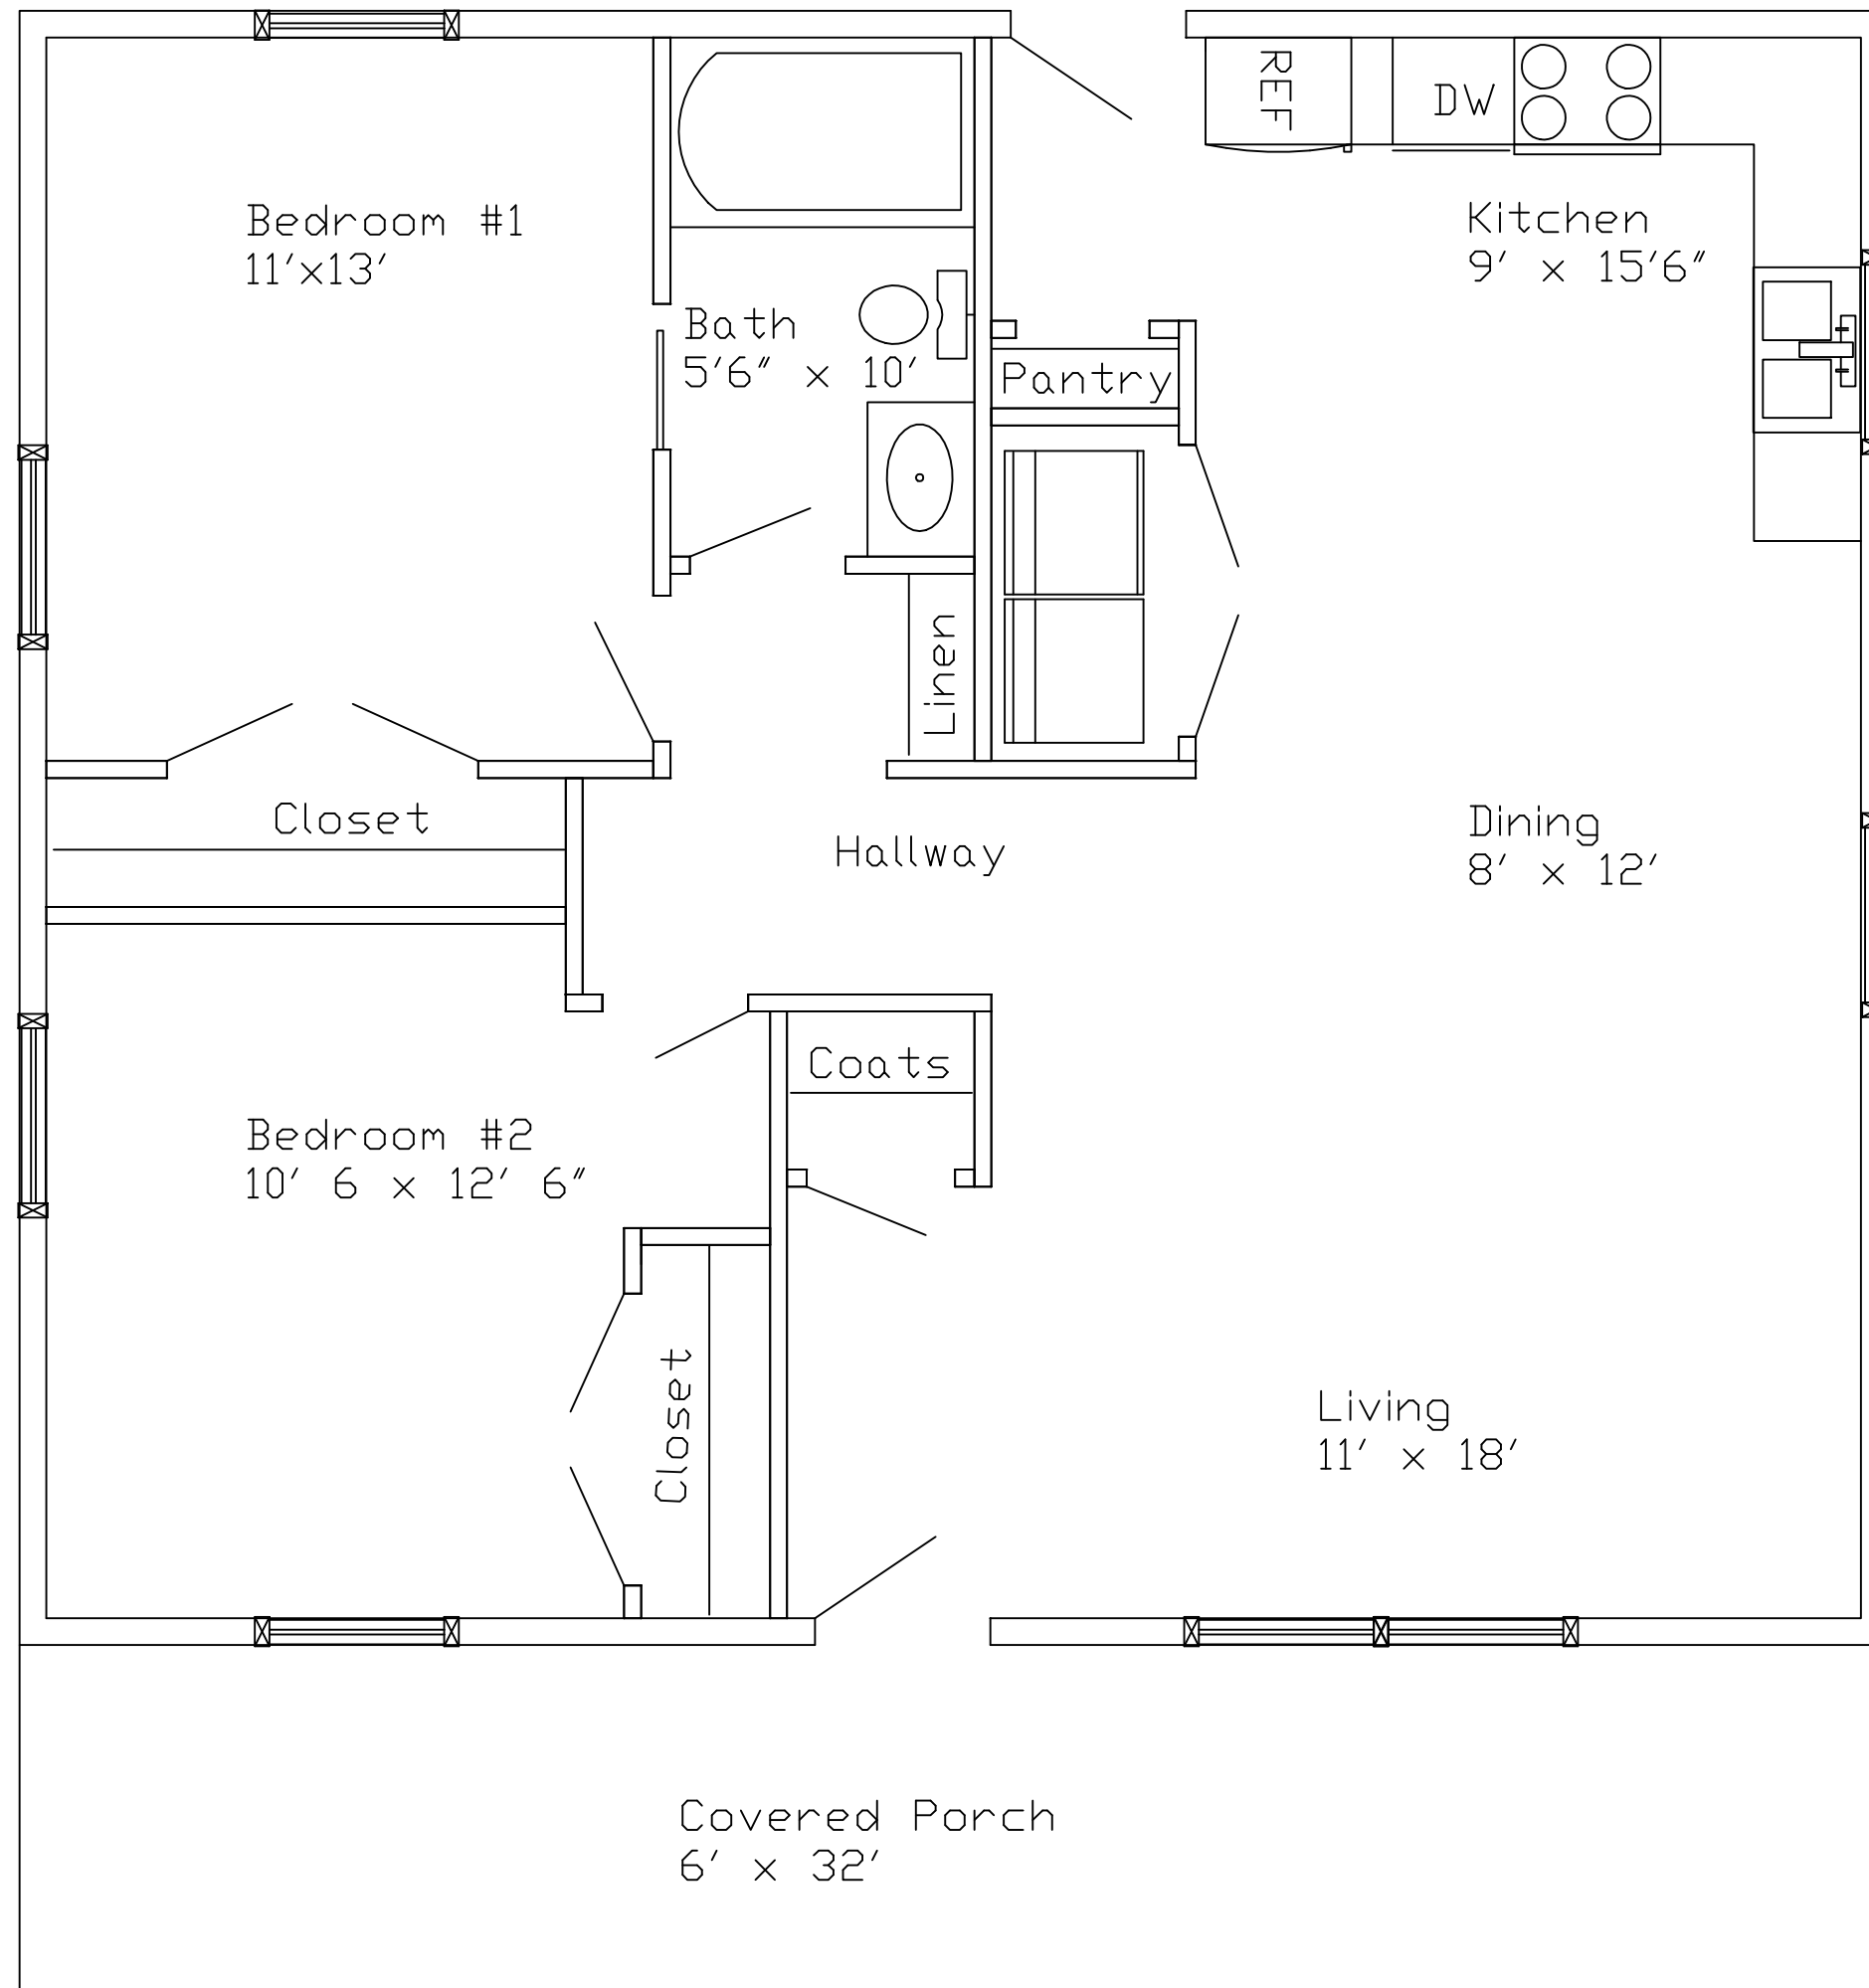 REF
DW
Bedroom #1
11'x13'
Kitchen
9' x 15'6"
Bath
5'6" x 10'
Pantry
Linen
Closet
Hallway
Dining
8' x 12'
Coats
Bedroom #2
10' 6 x 12' 6"
Closet
Living
11' x 18'
Covered Porch
6' x 32'